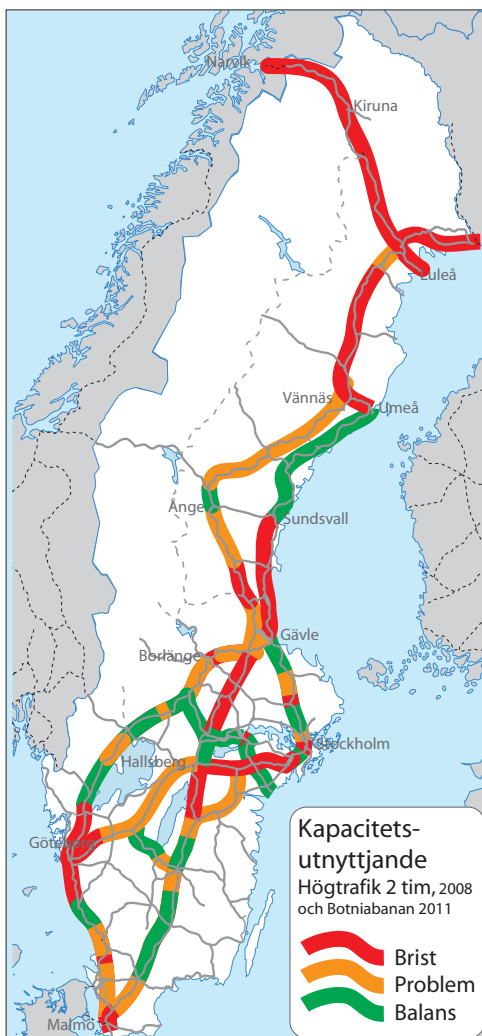 Narvik
Kiruna
Luleå
Vännäs
Umeå
Ånge
Sundsvall
Gävle
Borlänge
Stockholm
Hallsberg
Göteborg
Malmö
Kapacitets-
utnyttjande
Högtrafik 2 tim, 2008
och Botniabanan 2011
Brist
Problem
Balans